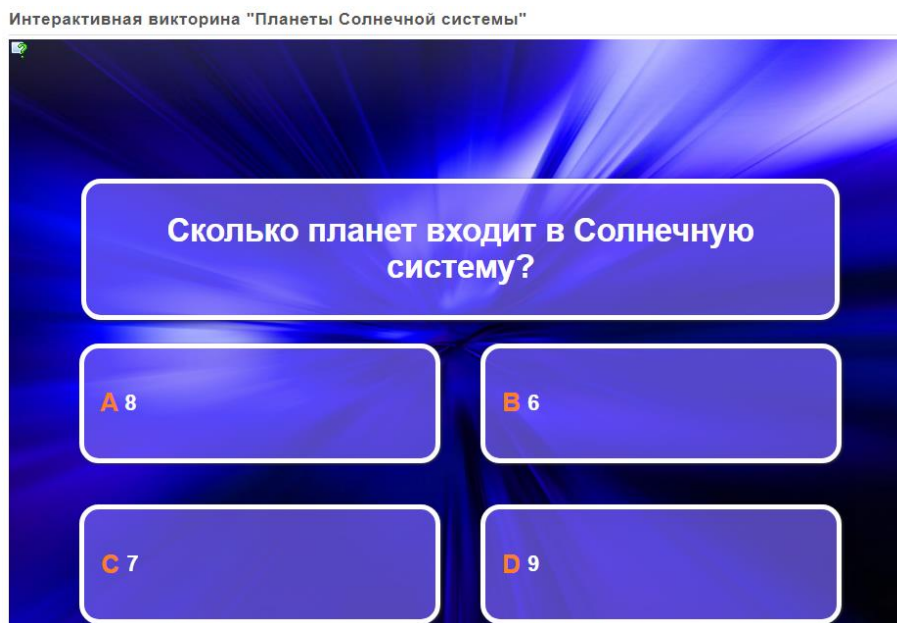 Интерактивная викторина "Планеты Солнечной системы"
Сколько планет входит в Солнечную
систему?
A 8
B 6
C 7
D 9